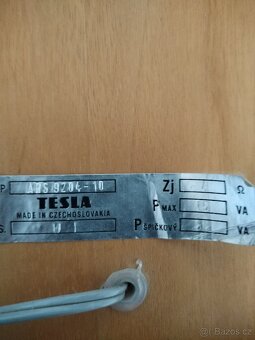 P. ARS 9204-10 Zj Ω
TESLA P MAX VA
MADE IN CZECHOSLOVAKIA
S. P ŠPIČKOVÝ VA
Bazos.cz